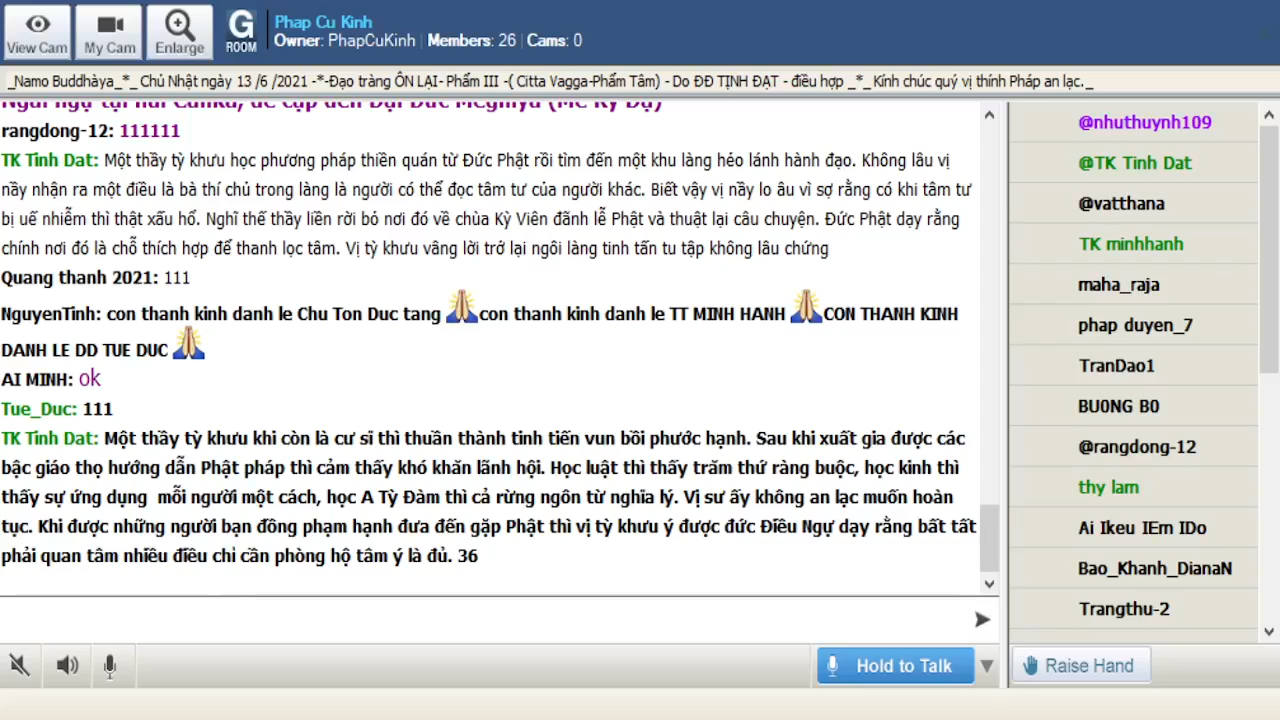 View Cam
My Cam
Enlarge
G
ROOM
Phap Cu Kinh
Owner: PhapCuKinh | Members: 26 | Cams: 0
_Namo Buddhàya_*_ Chủ Nhật ngày 13 /6 /2021 -*-Đạo tràng ÔN LẠI- Phẩm III -( Citta Vagga-Phẩm Tâm) - Do ĐĐ TỊNH ĐẠT - điều hợp _*_ Kính chúc quý vị thính Pháp an lạc._
rangdong-12: 111111
TK Tinh Dat: Một thầy tỳ khưu học phương pháp thiền quán từ Đức Phật rồi tìm đến một khu làng hẻo lánh hành đạo. Không lâu vị
nầy nhận ra một điều là bà thí chủ trong làng là người có thể đọc tâm tư của người khác. Biết vậy vị nầy lo âu vì sợ rằng có khi tâm tư
bị uế nhiễm thì thật xấu hổ. Nghĩ thế thầy liền rời bỏ nơi đó về chùa Kỳ Viên đãnh lễ Phật và thuật lại câu chuyện. Đức Phật dạy rằng
chính nơi đó là chỗ thích hợp để thanh lọc tâm. Vị tỳ khưu vâng lời trở lại ngôi làng tinh tấn tu tập không lâu chứng
Quang thanh 2021: 111
NguyenTinh: con thanh kinh danh le Chu Ton Duc tang con thanh kinh danh le TT MINH HANH CON THANH KINH
DANH LE DD TUE DUC
AI MINH: ok
Tue_Duc: 111
TK Tinh Dat: Một thầy tỳ khưu khi còn là cư sĩ thì thuần thành tinh tiến vun bồi phước hạnh. Sau khi xuất gia được các
bậc giáo thọ hướng dẫn Phật pháp thì cảm thấy khó khăn lãnh hội. Học luật thì thấy trăm thứ ràng buộc, học kinh thì
thấy sự ứng dụng mỗi người một cách, học A Tỳ Đàm thì cả rừng ngôn từ nghĩa lý. Vị sư ấy không an lạc muốn hoàn
tục. Khi được những người bạn đồng phạm hạnh đưa đến gặp Phật thì vị tỳ khưu ý được đức Điều Ngự dạy rằng bất tất
phải quan tâm nhiều điều chỉ cần phòng hộ tâm ý là đủ. 36
Hold to Talk
@nhuthuynh109
@TK Tinh Dat
@vatthana
TK minhhanh
maha_raja
phap duyen_7
TranDao1
BU0NG B0
@rangdong-12
thy lam
Ai Ikeu IEm IDo
Bao_Khanh_DianaN
Trangthu-2
Raise Hand